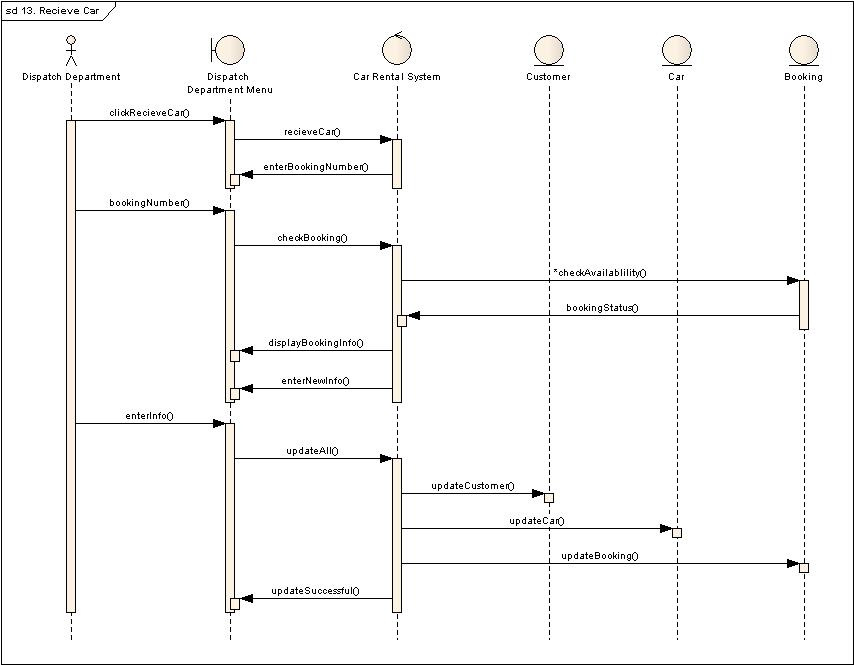 sd 13. Recieve Car
Dispatch Department
Dispatch
Department Menu
Car Rental System
Customer
Car
Booking
clickRecieveCar()
recieveCar()
enterBookingNumber()
bookingNumber()
checkBooking()
*checkAvailablility()
bookingStatus()
displayBookingInfo()
enterNewInfo()
enterInfo()
updateAll()
updateCustomer()
updateCar()
updateBooking()
updateSuccessful()